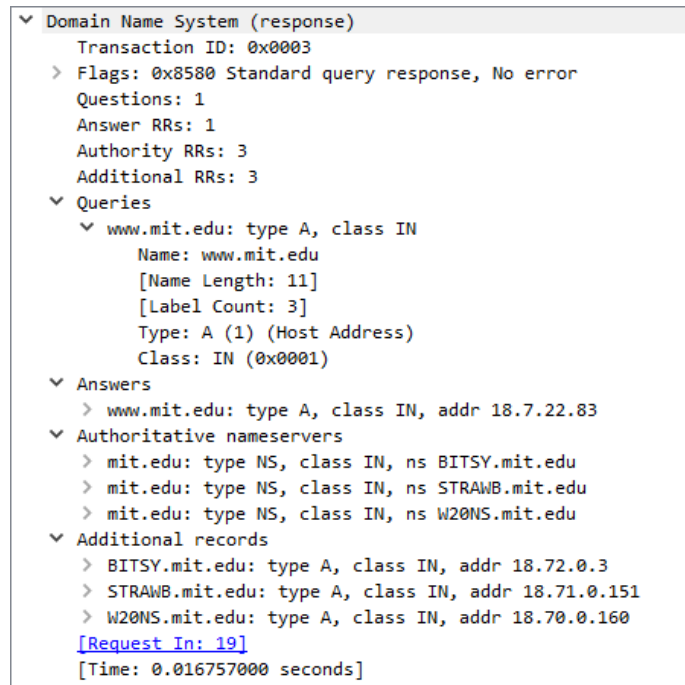 Domain Name System (response)
Transaction ID: 0x0003
Flags: 0x8580 Standard query response, No error
Questions: 1
Answer RRs: 1
Authority RRs: 3
Additional RRs: 3
Queries
www.mit.edu: type A, class IN
Name: www.mit.edu
[Name Length: 11]
[Label Count: 3]
Type: A (1) (Host Address)
Class: IN (0x0001)
Answers
www.mit.edu: type A, class IN, addr 18.7.22.83
Authoritative nameservers
mit.edu: type NS, class IN, ns BITSY.mit.edu
mit.edu: type NS, class IN, ns STRAWB.mit.edu
mit.edu: type NS, class IN, ns W20NS.mit.edu
Additional records
BITSY.mit.edu: type A, class IN, addr 18.72.0.3
STRAWB.mit.edu: type A, class IN, addr 18.71.0.151
W20NS.mit.edu: type A, class IN, addr 18.70.0.160
[Request In: 19]
[Time: 0.016757000 seconds]